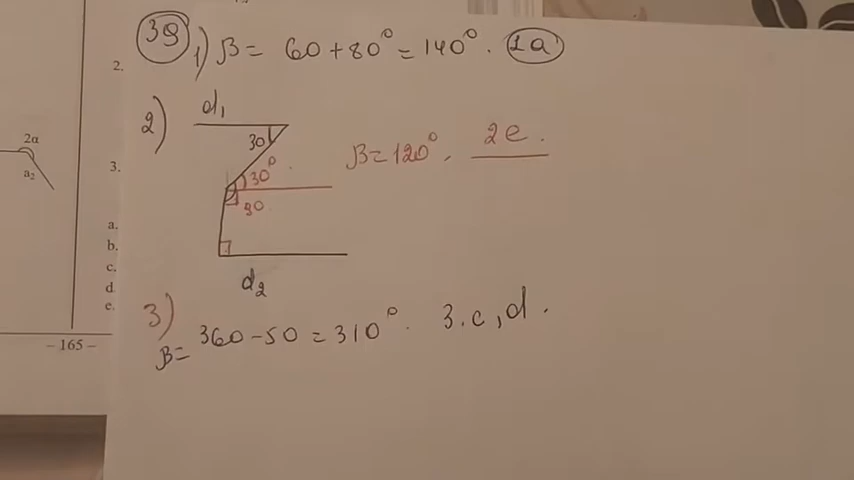 39
1) β = 60 + 80° = 140°. 1a
2.
2) d₁
30
30°
90
β = 120°. 2e.
d₂
2α
a₂
3.
a.
b.
c.
d
e.
3)
β = 360 - 50 = 310°. 3.c,d.
– 165 –